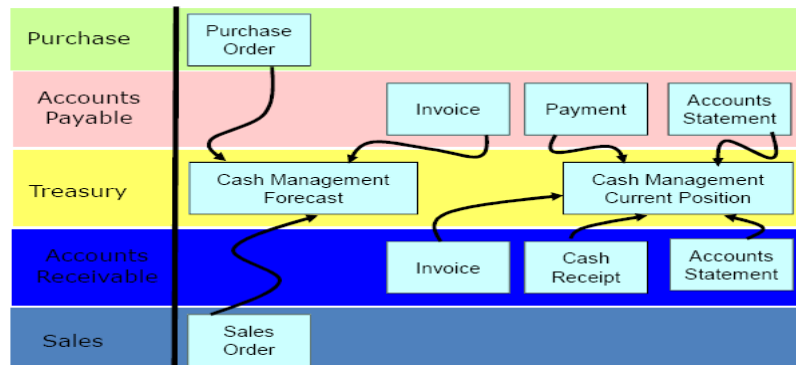 Purchase
Purchase
Order
Accounts
Payable
Invoice
Payment
Accounts
Statement
Treasury
Cash Management
Forecast
Cash Management
Current Position
Accounts
Receivable
Invoice
Cash
Receipt
Accounts
Statement
Sales
Sales
Order